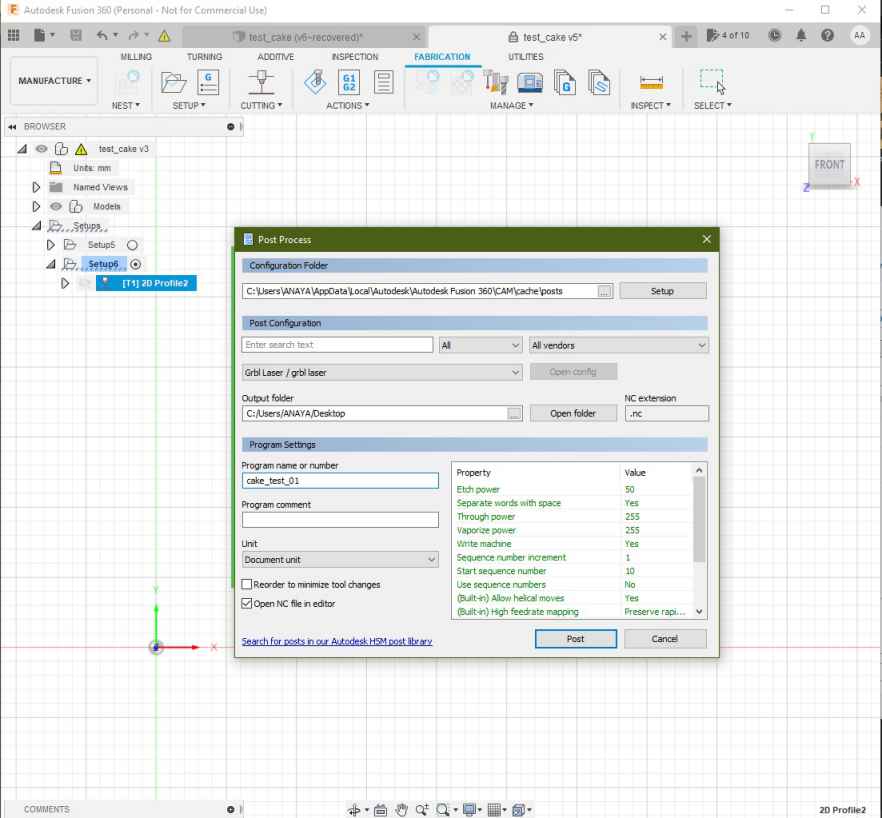 Autodesk Fusion 360 (Personal - Not for Commercial Use)
test_cake (v6~recovered)*
test_cake v5*
4 of 10
AA
MILLING TURNING ADDITIVE INSPECTION FABRICATION UTILITIES
MANUFACTURE
G
G1
G2
G
NEST SETUP CUTTING ACTIONS MANAGE INSPECT SELECT
BROWSER
test_cake v3
Units: mm
Named Views
Models
Setups
Setup5
Setup6
[T1] 2D Profile2
Y
FRONT
Z
X
Post Process
Configuration Folder
C:\Users\ANAYA\AppData\Local\Autodesk\Autodesk Fusion 360\CAM\cache\posts
...
Setup
Post Configuration
Enter search text
All
All vendors
Grbl Laser / grbl laser
Open config
Output folder
NC extension
C:/Users/ANAYA/Desktop
...
Open folder
.nc
Program Settings
Program name or number
cake_test_01
Program comment
Unit
Document unit
Reorder to minimize tool changes
Open NC file in editor
Property Value
Etch power 50
Separate words with space Yes
Through power 255
Vaporize power 255
Write machine Yes
Sequence number increment 1
Start sequence number 10
Use sequence numbers No
(Built-in) Allow helical moves Yes
(Built-in) High feedrate mapping Preserve rapi...
Search for posts in our Autodesk HSM post library
Post
Cancel
Y
X
COMMENTS
2D Profile2